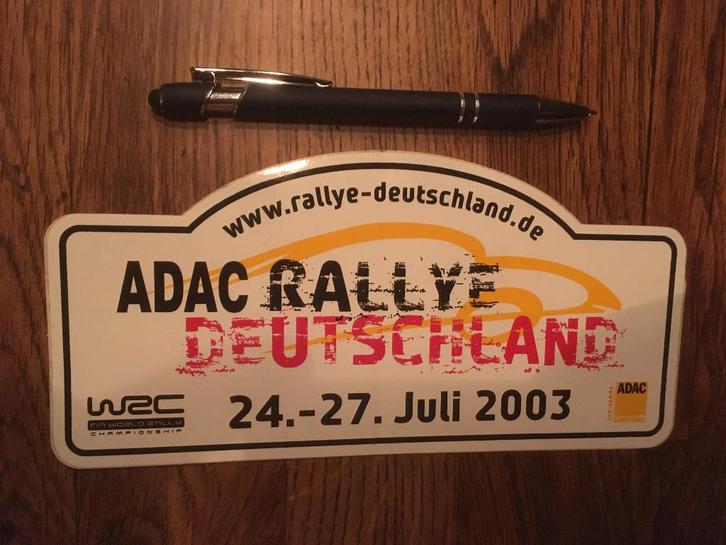 www.rallye-deutschland.de
ADAC RALLYE
DEUTSCHLAND
24.-27. Juli 2003
WRC
FIA WORLD RALLY
CHAMPIONSHIP
ADAC